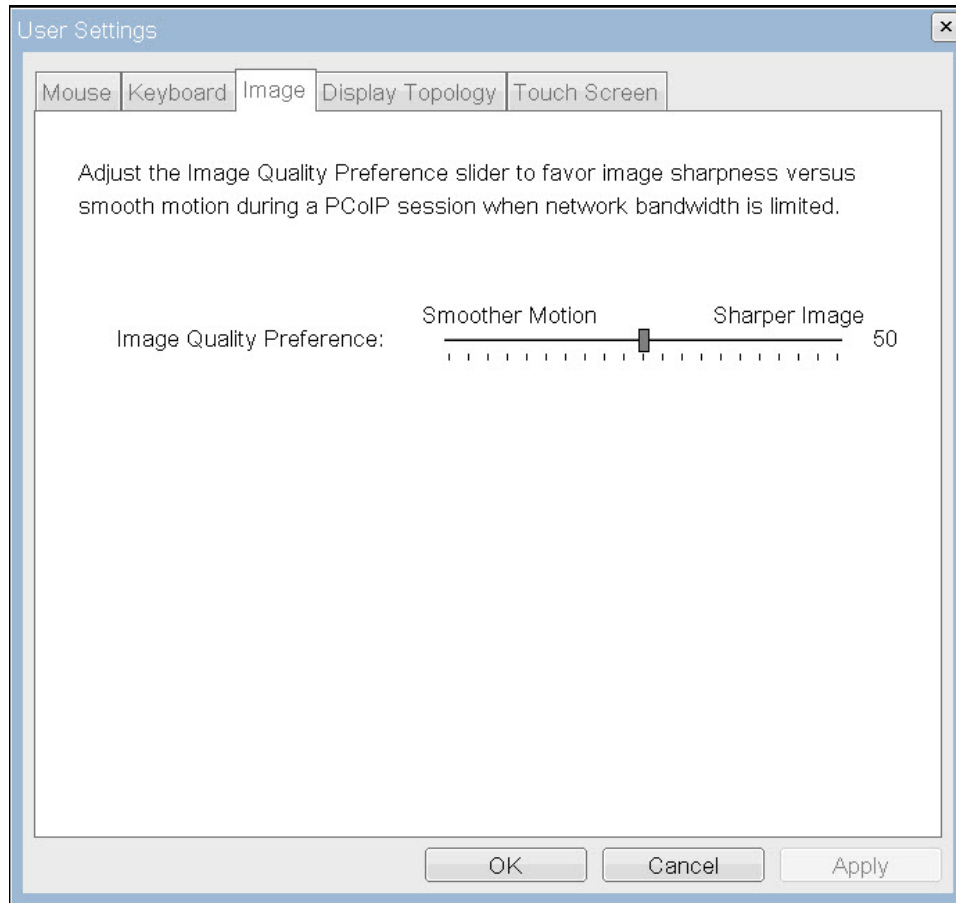 User Settings
Mouse Keyboard Image Display Topology Touch Screen
Adjust the Image Quality Preference slider to favor image sharpness versus
smooth motion during a PCoIP session when network bandwidth is limited.
Smoother Motion Sharper Image
Image Quality Preference: 50
OK Cancel Apply